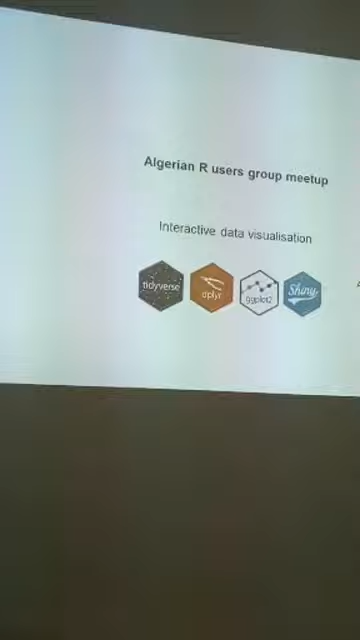 Algerian R users group meetup
Interactive data visualisation
tidyverse
dplyr
ggplot2
Shiny